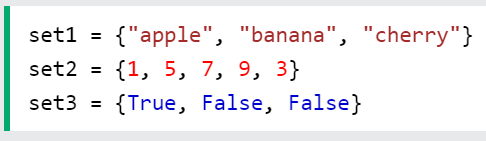 set1 = {"apple", "banana", "cherry"}
set2 = {1, 5, 7, 9, 3}
set3 = {True, False, False}